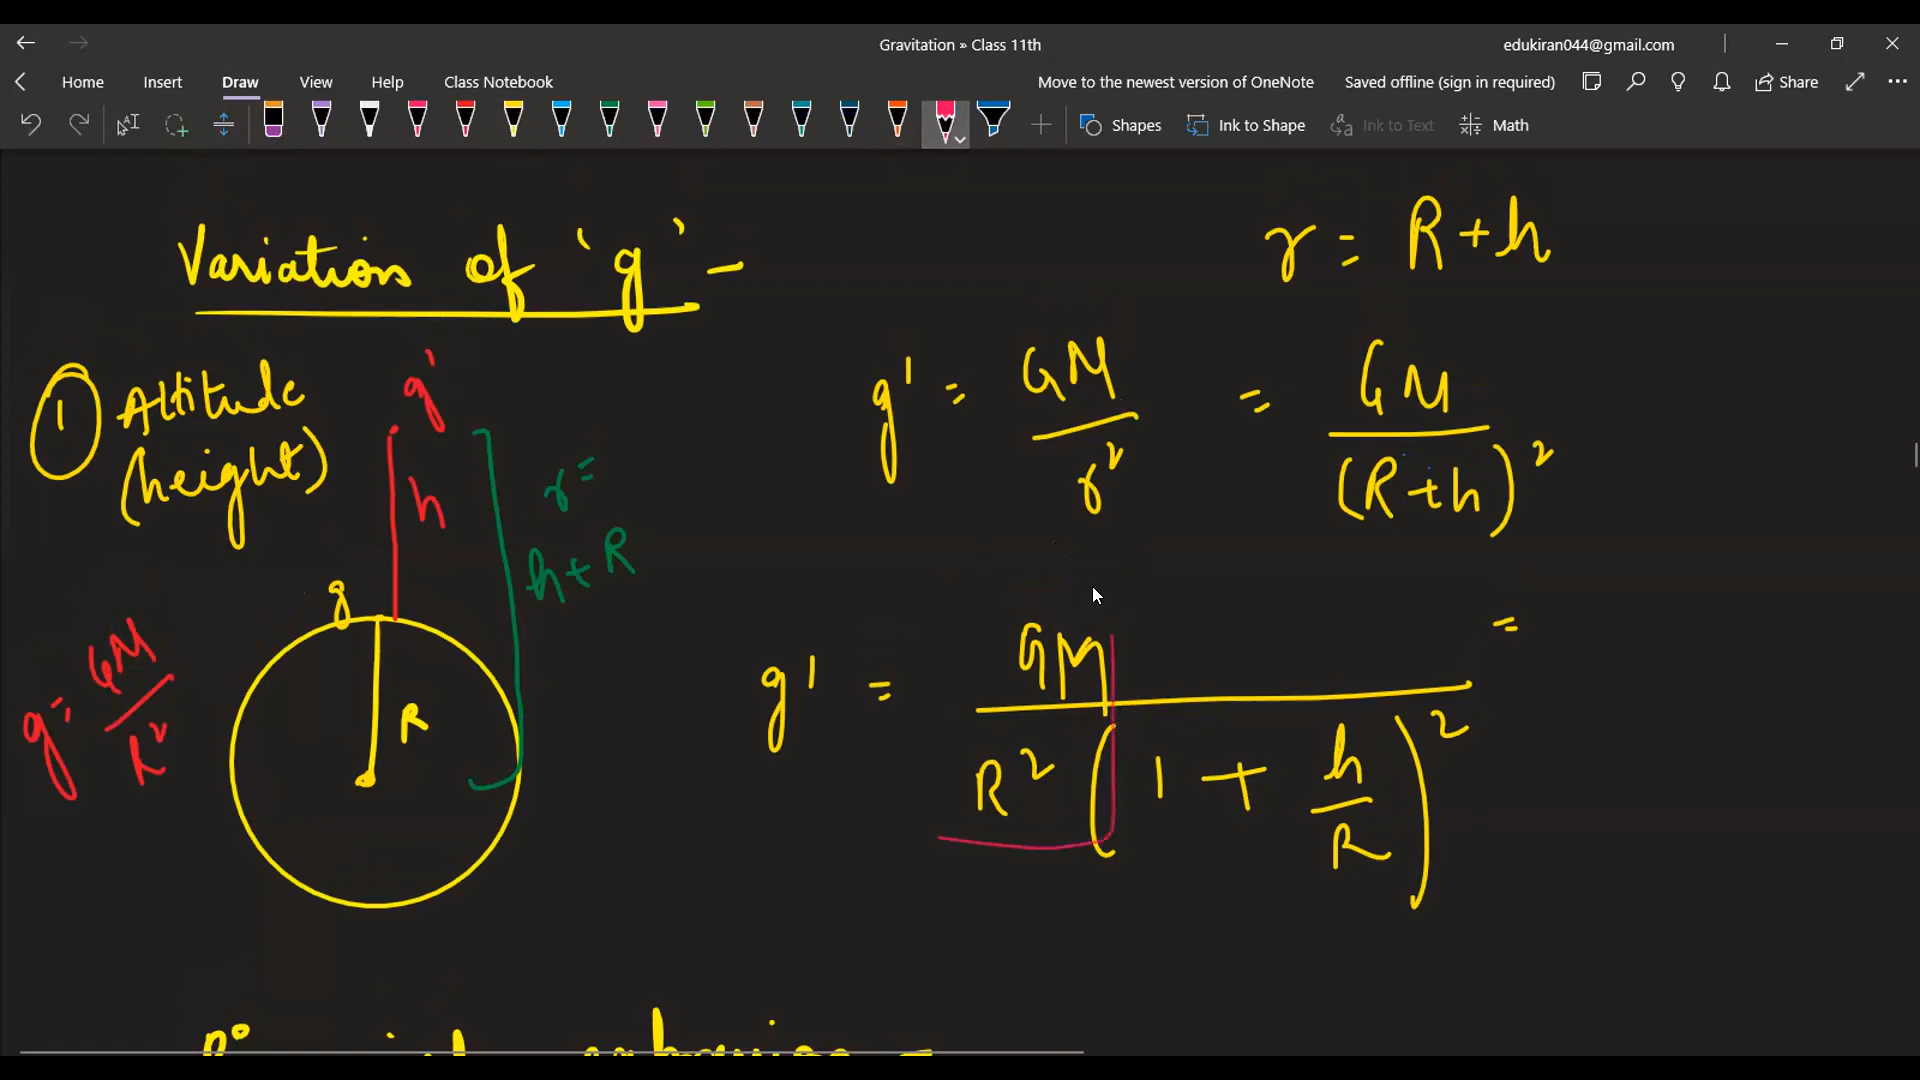 Gravitation » Class 11th
edukiran044@gmail.com
Home Insert Draw View Help Class Notebook
Move to the newest version of OneNote Saved offline (sign in required) Share
Shapes Ink to Shape Ink to Text Math
Variation of 'g' –
r = R+h
① Altitude
(height)
g'
h
r =
h+R
g
R
g = GM/R²
g' = GM/r² = GM/(R+h)²
g' = GM/R²(1 + h/R)² =